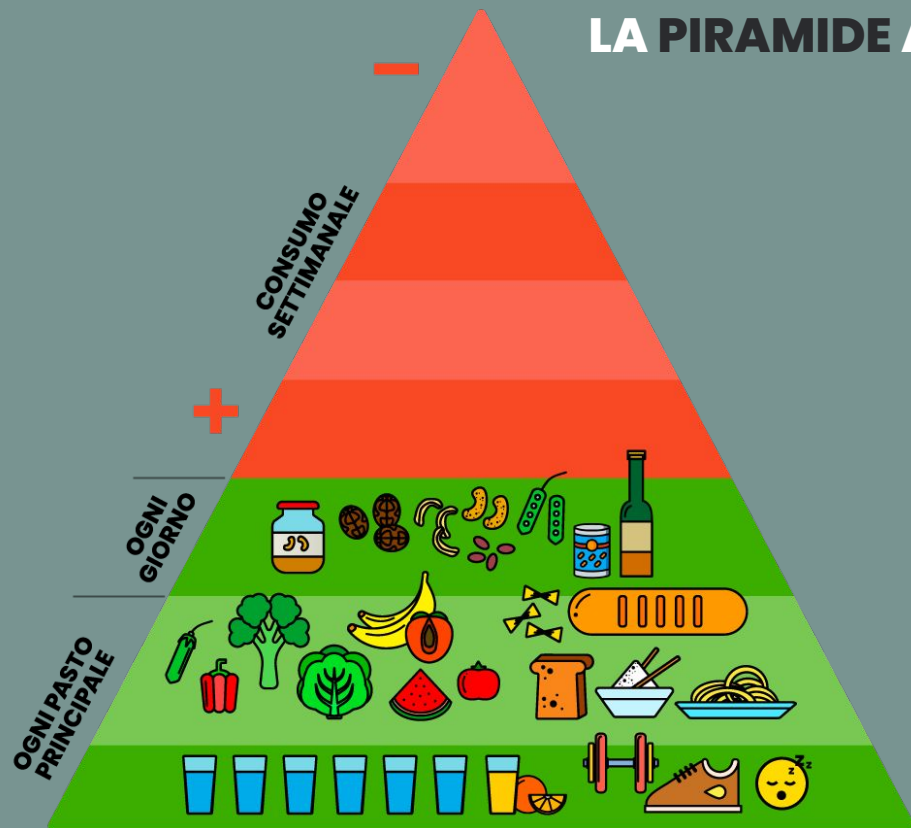 LA PIRAMIDE A
CONSUMO
SETTIMANALE
OGNI
GIORNO
OGNI PASTO
PRINCIPALE
z z z z